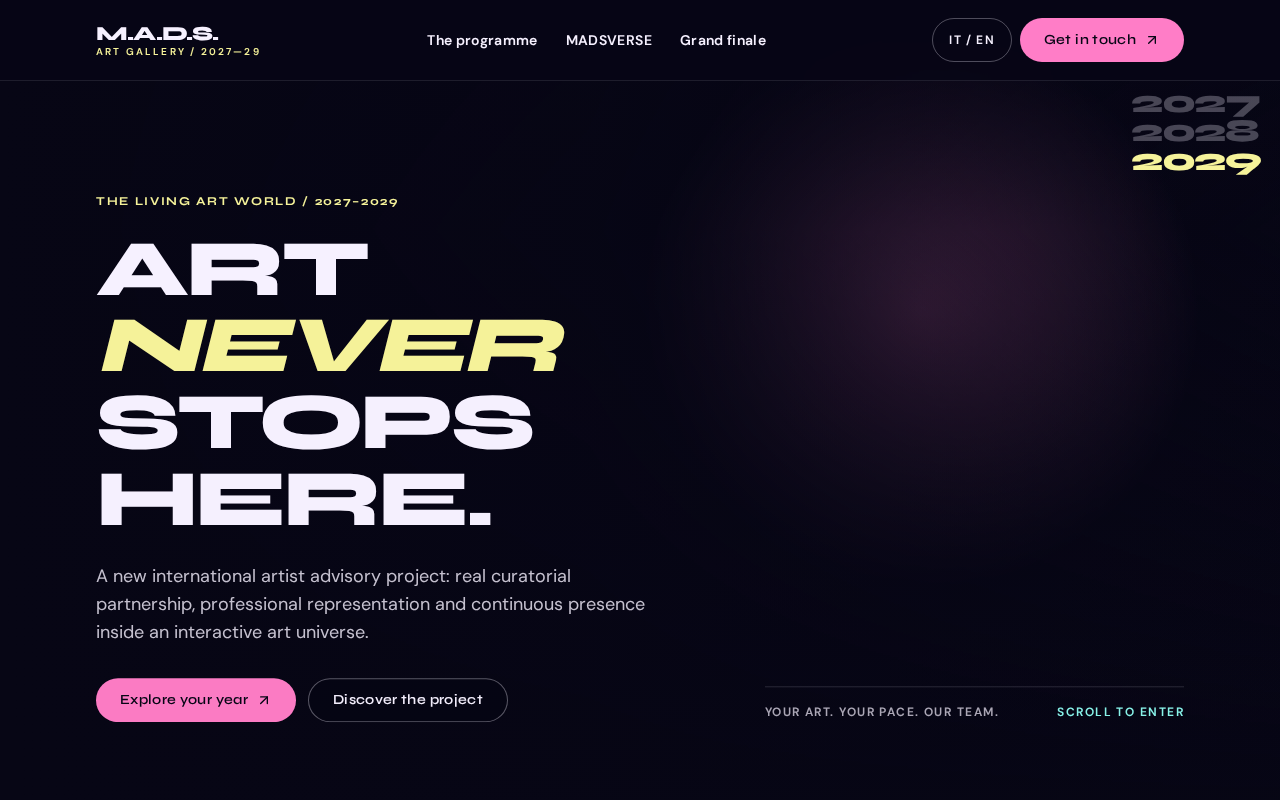 M.A.D.S.
ART GALLERY / 2027—29
The programme
MADSVERSE
Grand finale
IT / EN
Get in touch
2027
2028
2029
THE LIVING ART WORLD / 2027–2029
ART
NEVER
STOPS
HERE.
A new international artist advisory project: real curatorial
partnership, professional representation and continuous presence
inside an interactive art universe.
Explore your year
Discover the project
YOUR ART. YOUR PACE. OUR TEAM.
SCROLL TO ENTER